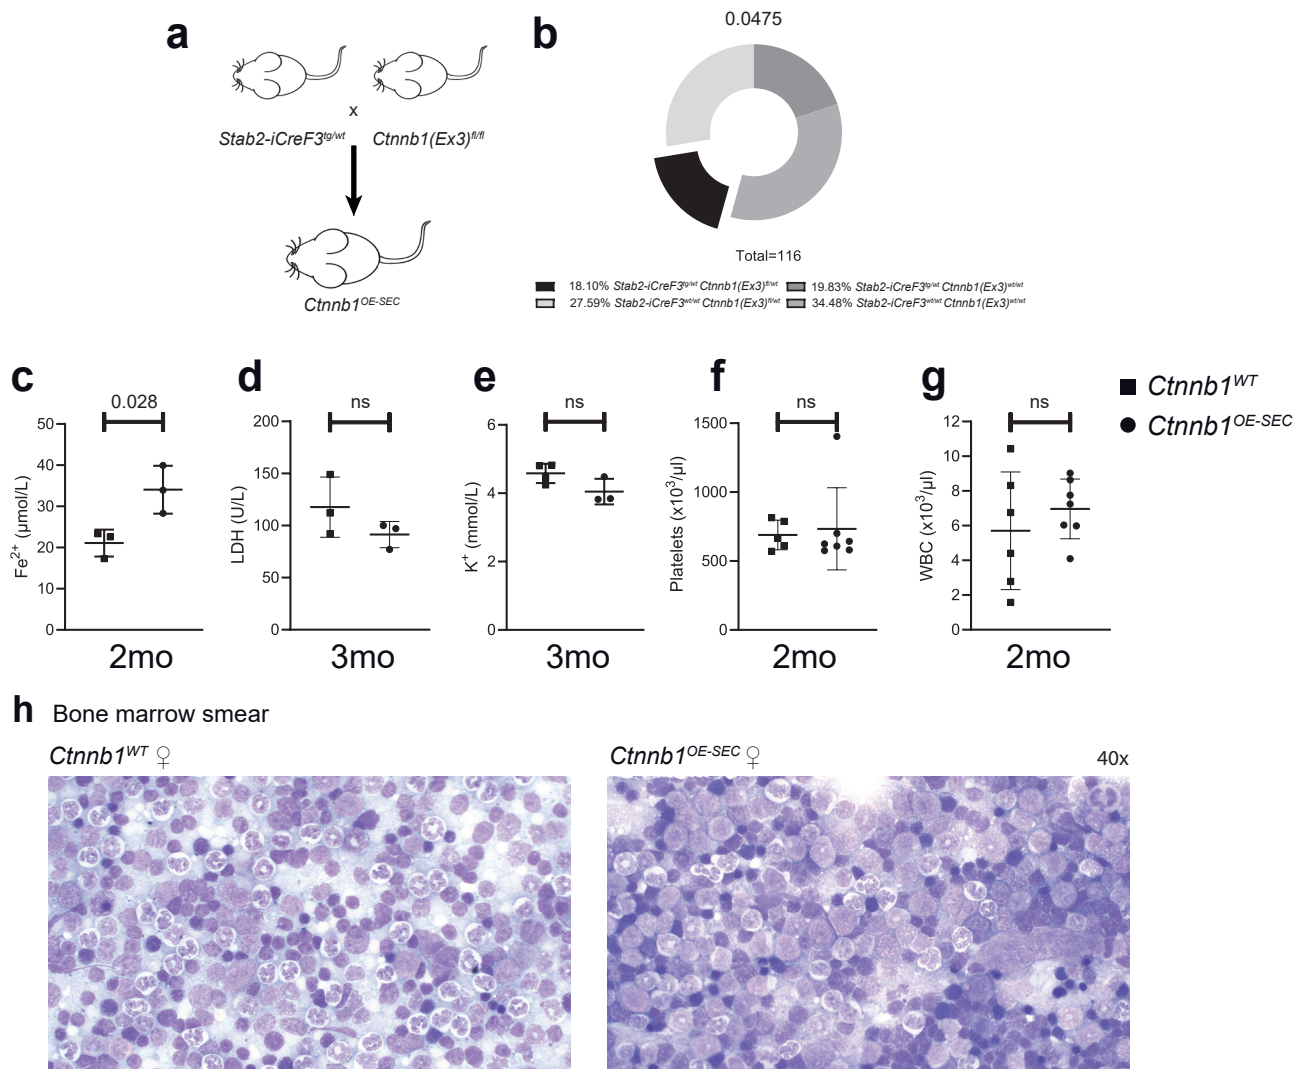 a
x
Stab2-iCreF3tg/wt Ctnnb1(Ex3)fl/fl
Ctnnb1OE-SEC
b
0.0475
Total=116
18.10% Stab2-iCreF3tg/wt Ctnnb1(Ex3)fl/wt
19.83% Stab2-iCreF3tg/wt Ctnnb1(Ex3)wt/wt
27.59% Stab2-iCreF3wt/wt Ctnnb1(Ex3)fl/wt
34.48% Stab2-iCreF3wt/wt Ctnnb1(Ex3)wt/wt
c
0.028
Fe2+ (µmol/L)
50
40
30
20
10
0
2mo
d
ns
LDH (U/L)
200
150
100
50
0
3mo
e
ns
K+ (mmol/L)
6
4
2
0
3mo
f
ns
Platelets (x103/µl)
1500
1000
500
0
2mo
g
ns
WBC (x103/µl)
12
10
8
6
4
2
0
2mo
Ctnnb1WT
Ctnnb1OE-SEC
h Bone marrow smear
Ctnnb1WT ♀
Ctnnb1OE-SEC ♀
40x